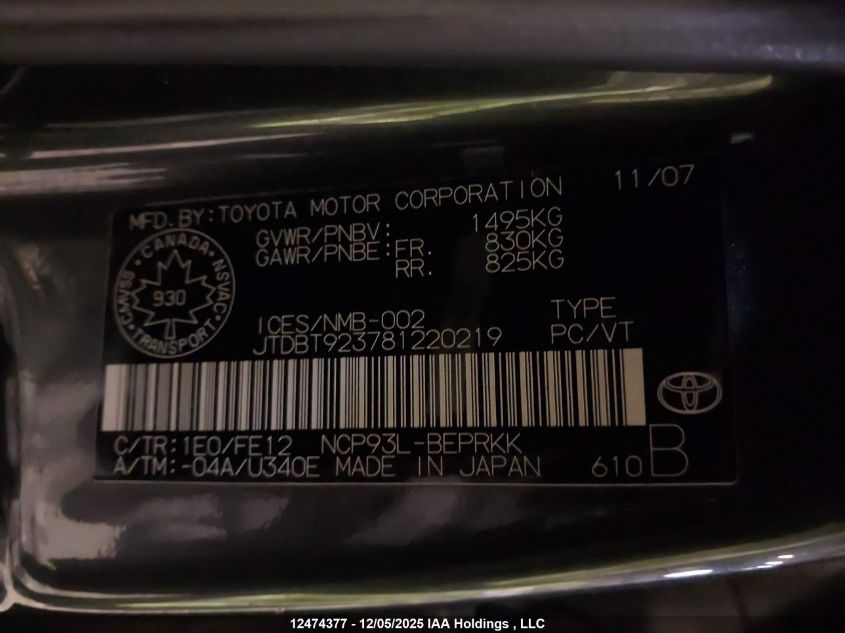 MFD. BY: TOYOTA MOTOR CORPORATION 11/07
GVWR/PNBV: 1495KG
GAWR/PNBE: FR. 830KG
RR. 825KG
CANADA
CMVSS 930 NSVAC
TRANSPORT
ICES/NMB-002 TYPE
JTDBT923781220219 PC/VT
C/TR: 1E0/FE12 NCP93L-BEPRKK
A/TM: -04A/U340E MADE IN JAPAN 610 B
12474377 - 12/05/2025 IAA Holdings , LLC